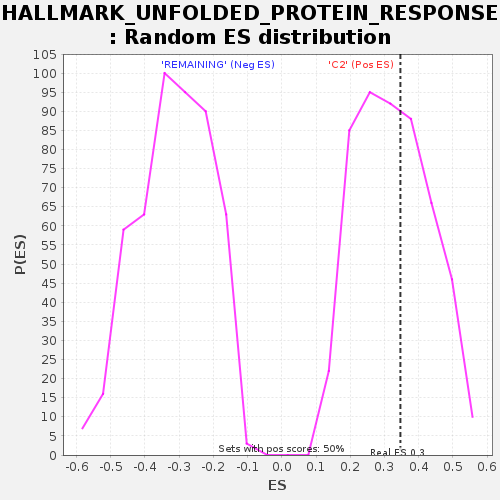 HALLMARK_UNFOLDED_PROTEIN_RESPONSE
: Random ES distribution
'REMAINING' (Neg ES)
'C2' (Pos ES)
105
100
95
90
85
80
75
70
65
60
55
50
45
40
35
30
25
20
15
10
5
0
P(ES)
Sets with pos scores: 50%
Real ES 0.3
-0.6 -0.5 -0.4 -0.3 -0.2 -0.1 0.0 0.1 0.2 0.3 0.4 0.5 0.6
ES